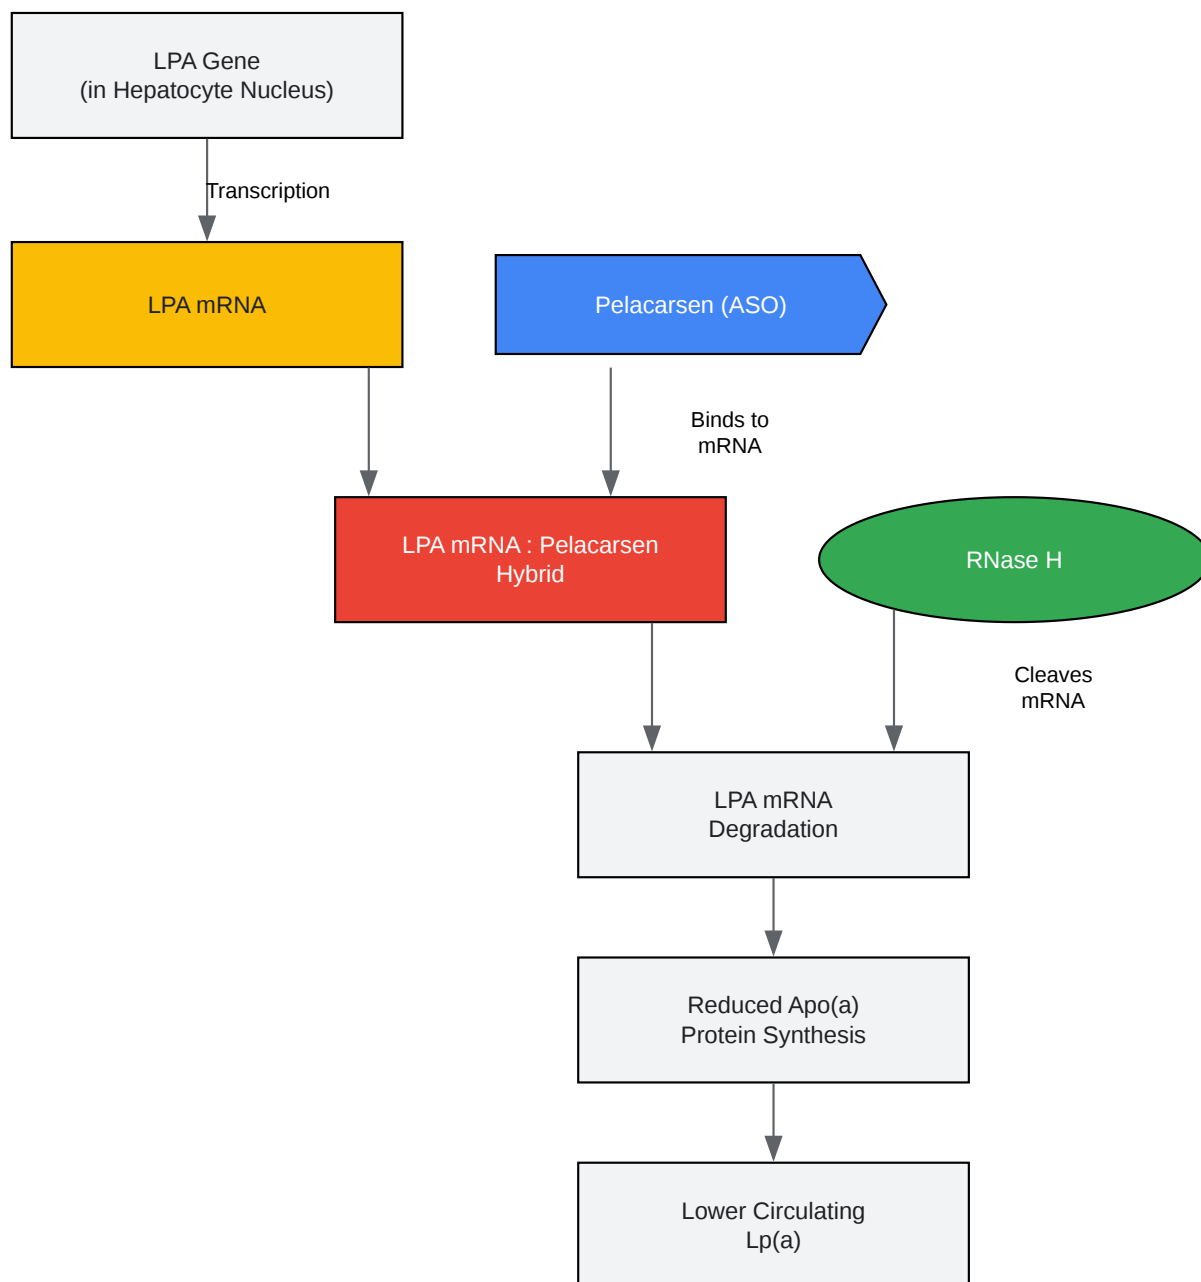 LPA Gene
(in Hepatocyte Nucleus)
Transcription
LPA mRNA
Pelacarsen (ASO)
Binds to
mRNA
LPA mRNA : Pelacarsen
Hybrid
RNase H
Cleaves
mRNA
LPA mRNA
Degradation
Reduced Apo(a)
Protein Synthesis
Lower Circulating
Lp(a)